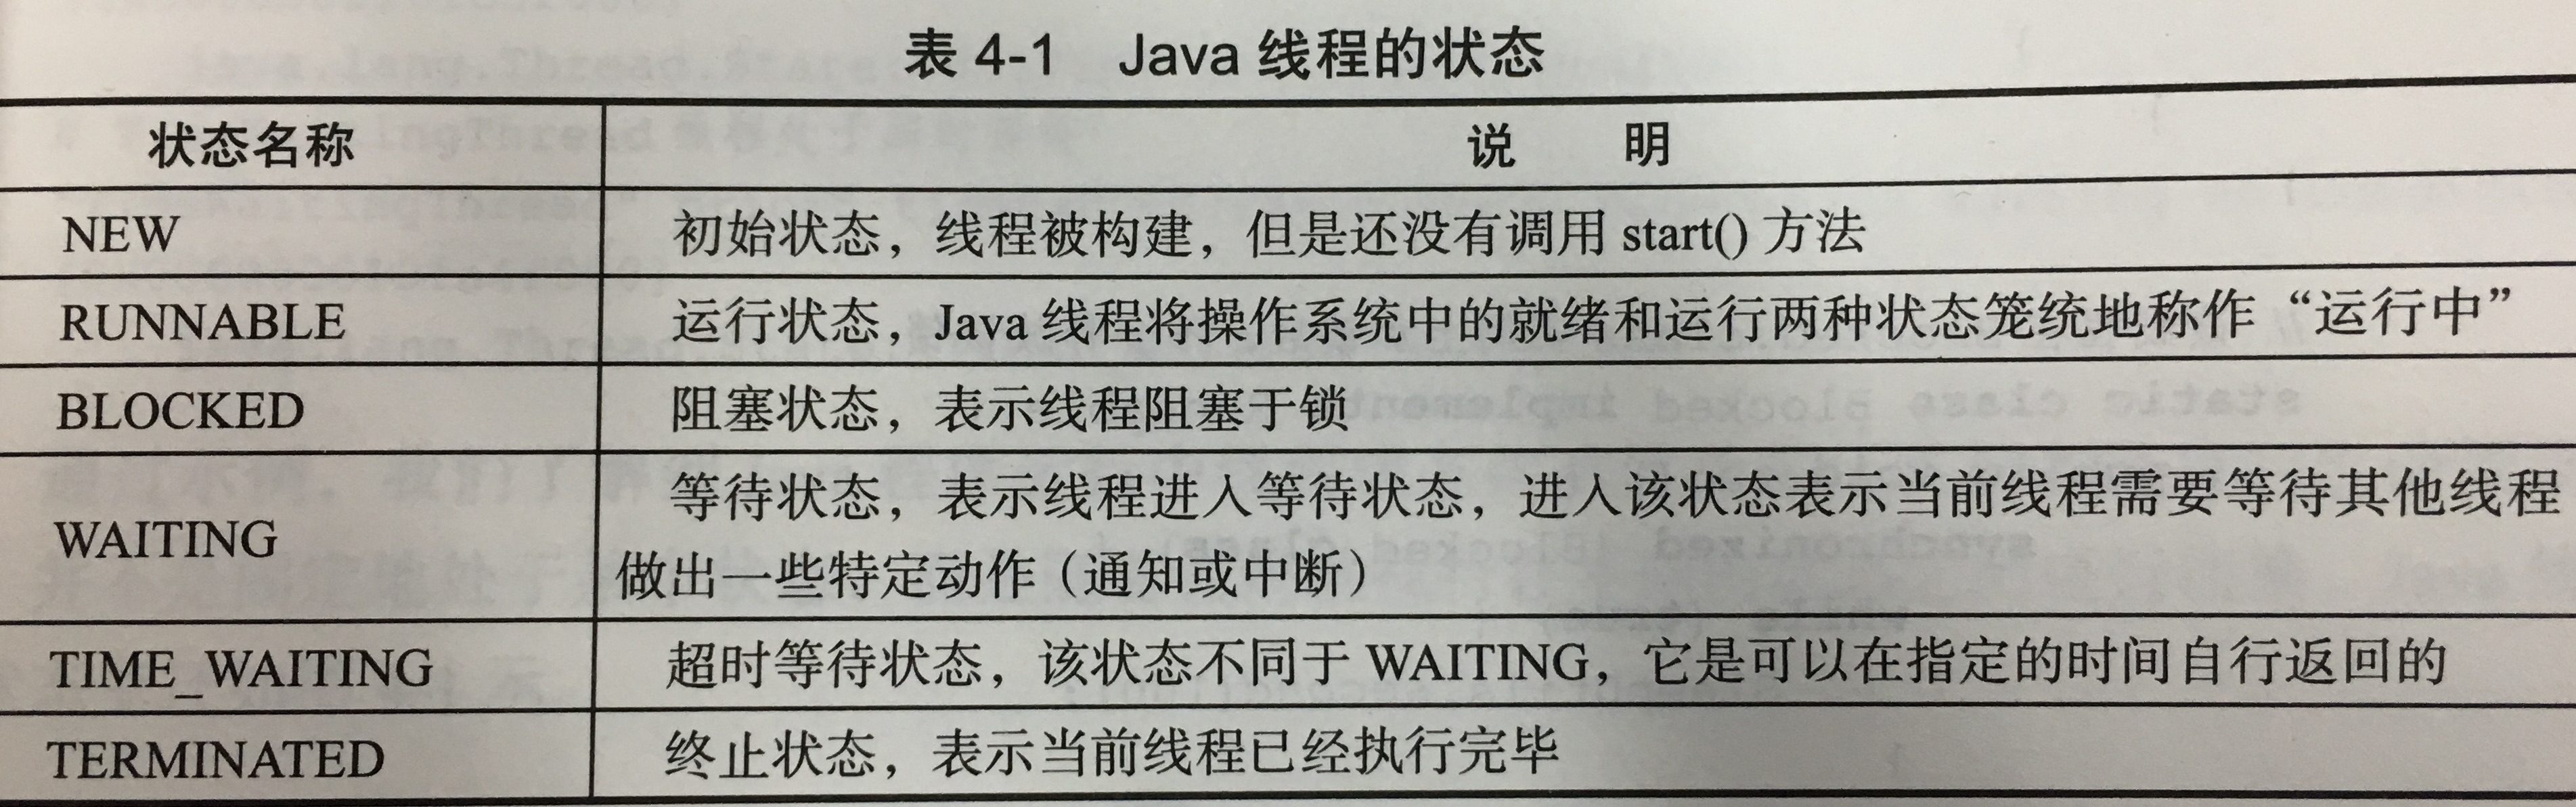 表 4-1 Java 线程的状态
状态名称 说 明
NEW 初始状态，线程被构建，但是还没有调用 start() 方法
RUNNABLE 运行状态，Java 线程将操作系统中的就绪和运行两种状态笼统地称作“运行中”
BLOCKED 阻塞状态，表示线程阻塞于锁
WAITING 等待状态，表示线程进入等待状态，进入该状态表示当前线程需要等待其他线程
做出一些特定动作（通知或中断）
TIME_WAITING 超时等待状态，该状态不同于 WAITING，它是可以在指定的时间自行返回的
TERMINATED 终止状态，表示当前线程已经执行完毕